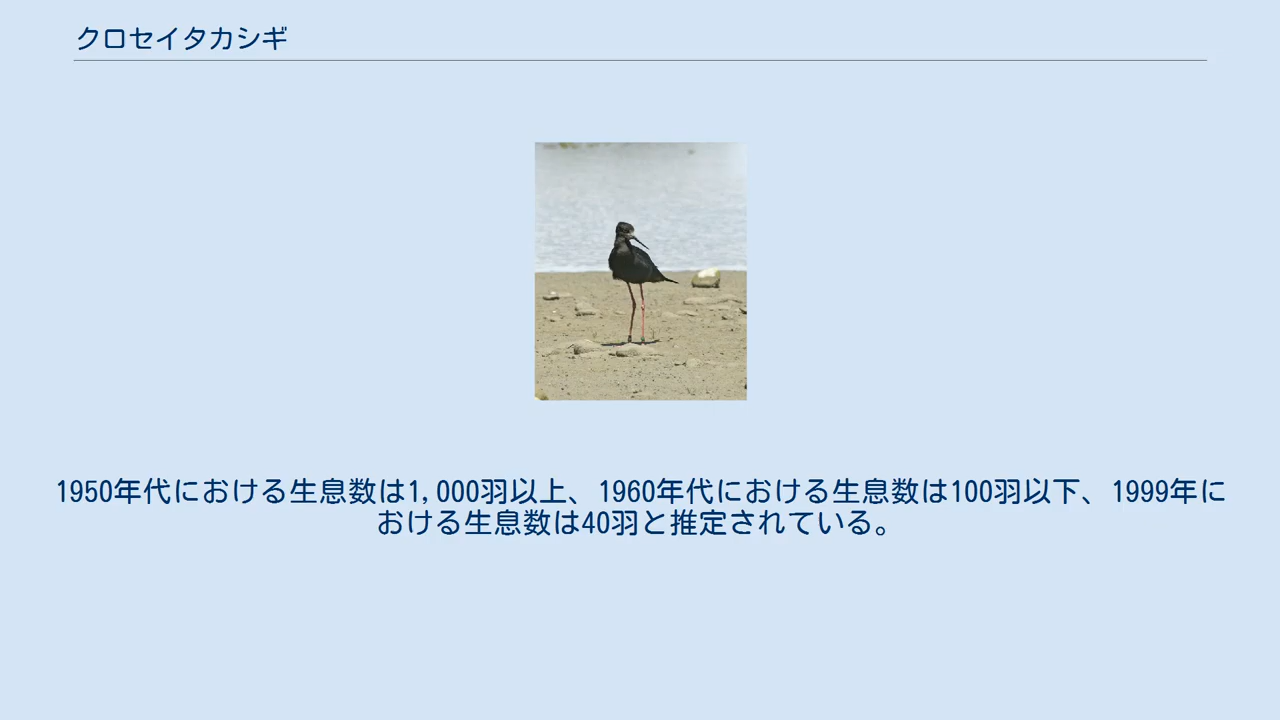 クロセイタカシギ
1950年代における生息数は1,000羽以上、1960年代における生息数は100羽以下、1999年に
おける生息数は40羽と推定されている。